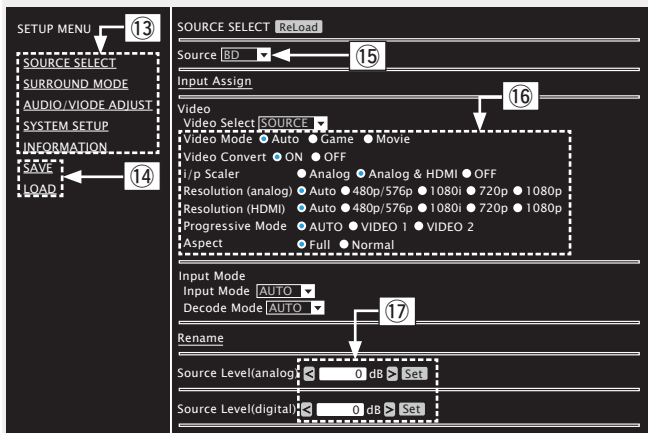 SETUP MENU ⑬
SOURCE SELECT
SURROUND MODE
AUDIO/VIODE ADJUST
SYSTEM SETUP
INFORMATION
SAVE
LOAD
⑭
SOURCE SELECT ReLoad
Source BD ▼ ⑮
Input Assign
⑯
Video
Video Select SOURCE ▼
Video Mode Auto Game Movie
Video Convert ON OFF
i/p Scaler Analog Analog & HDMI OFF
Resolution (analog) Auto 480p/576p 1080i 720p 1080p
Resolution (HDMI) Auto 480p/576p 1080i 720p 1080p
Progressive Mode AUTO VIDEO 1 VIDEO 2
Aspect Full Normal
Input Mode
Input Mode AUTO ▼
Decode Mode AUTO ▼
⑰
Rename
Source Level(analog) < 0 dB > Set
Source Level(digital) < 0 dB > Set